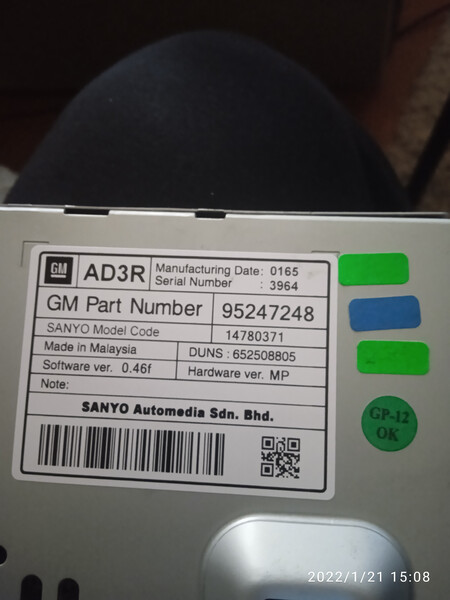 GM
AD3R
Manufacturing Date: 0165
Serial Number : 3964
GM Part Number 95247248
SANYO Model Code 14780371
Made in Malaysia DUNS : 652508805
Software ver. 0.46f Hardware ver. MP
Note:
SANYO Automedia Sdn. Bhd.
GP-12
OK
2022/1/21 15:08